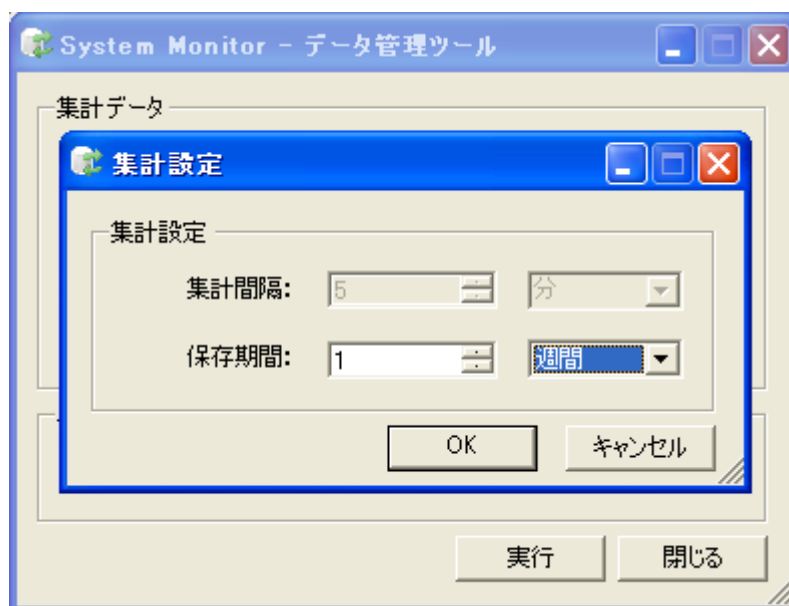 System Monitor - データ管理ツール
集計データ
集計設定
集計設定
集計間隔: 5 分
保存期間: 1 週間
OK キャンセル
実行 閉じる